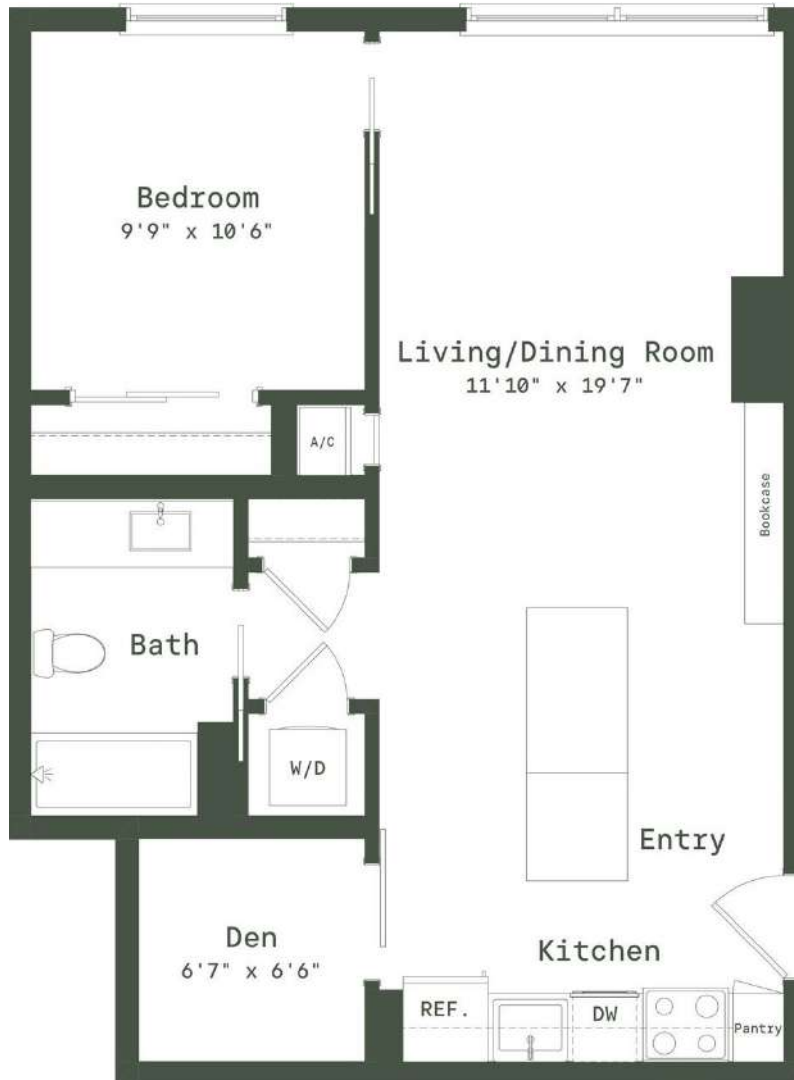 Bedroom
9'9" x 10'6"
Living/Dining Room
11'10" x 19'7"
A/C
Bookcase
Bath
W/D
Entry
Den
6'7" x 6'6"
Kitchen
REF.
DW
Pantry